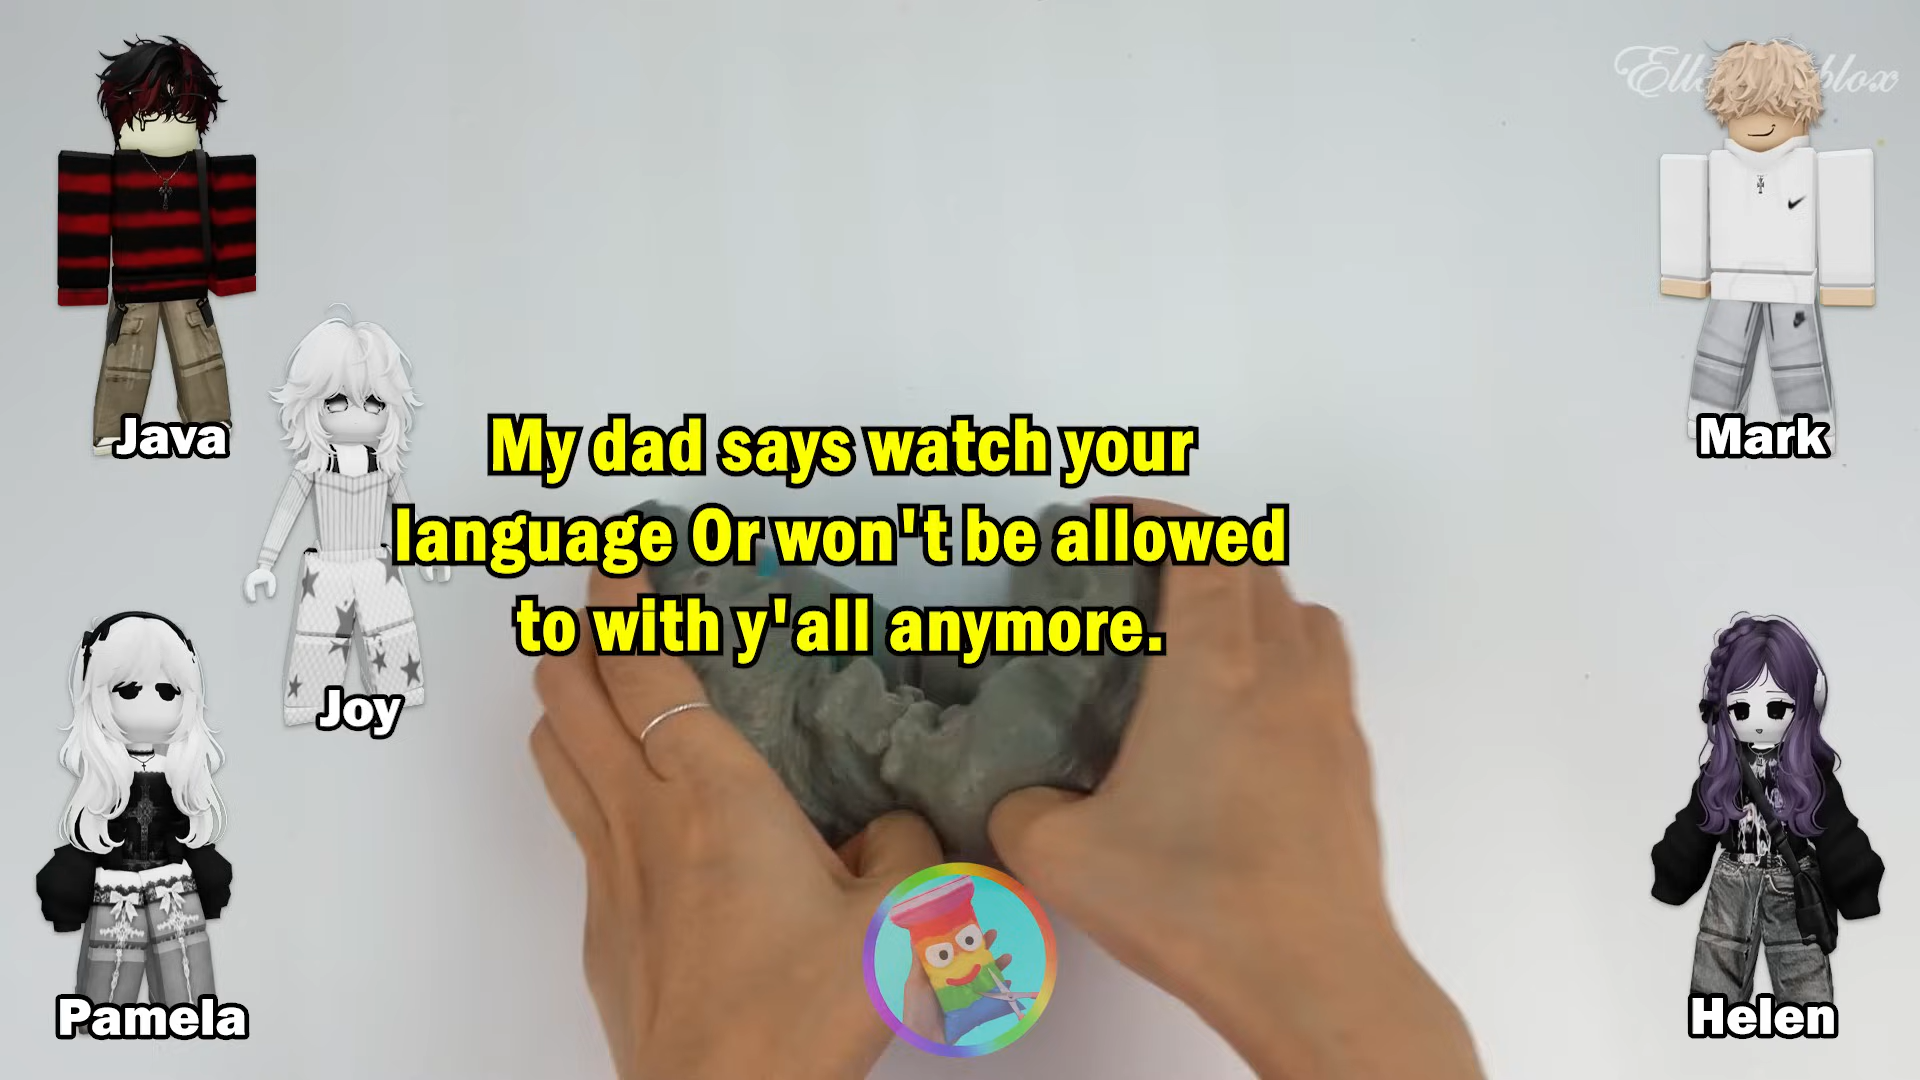 Java
Mark
My dad says watch your
language Or won't be allowed
to with y'all anymore.
Joy
Pamela
Helen